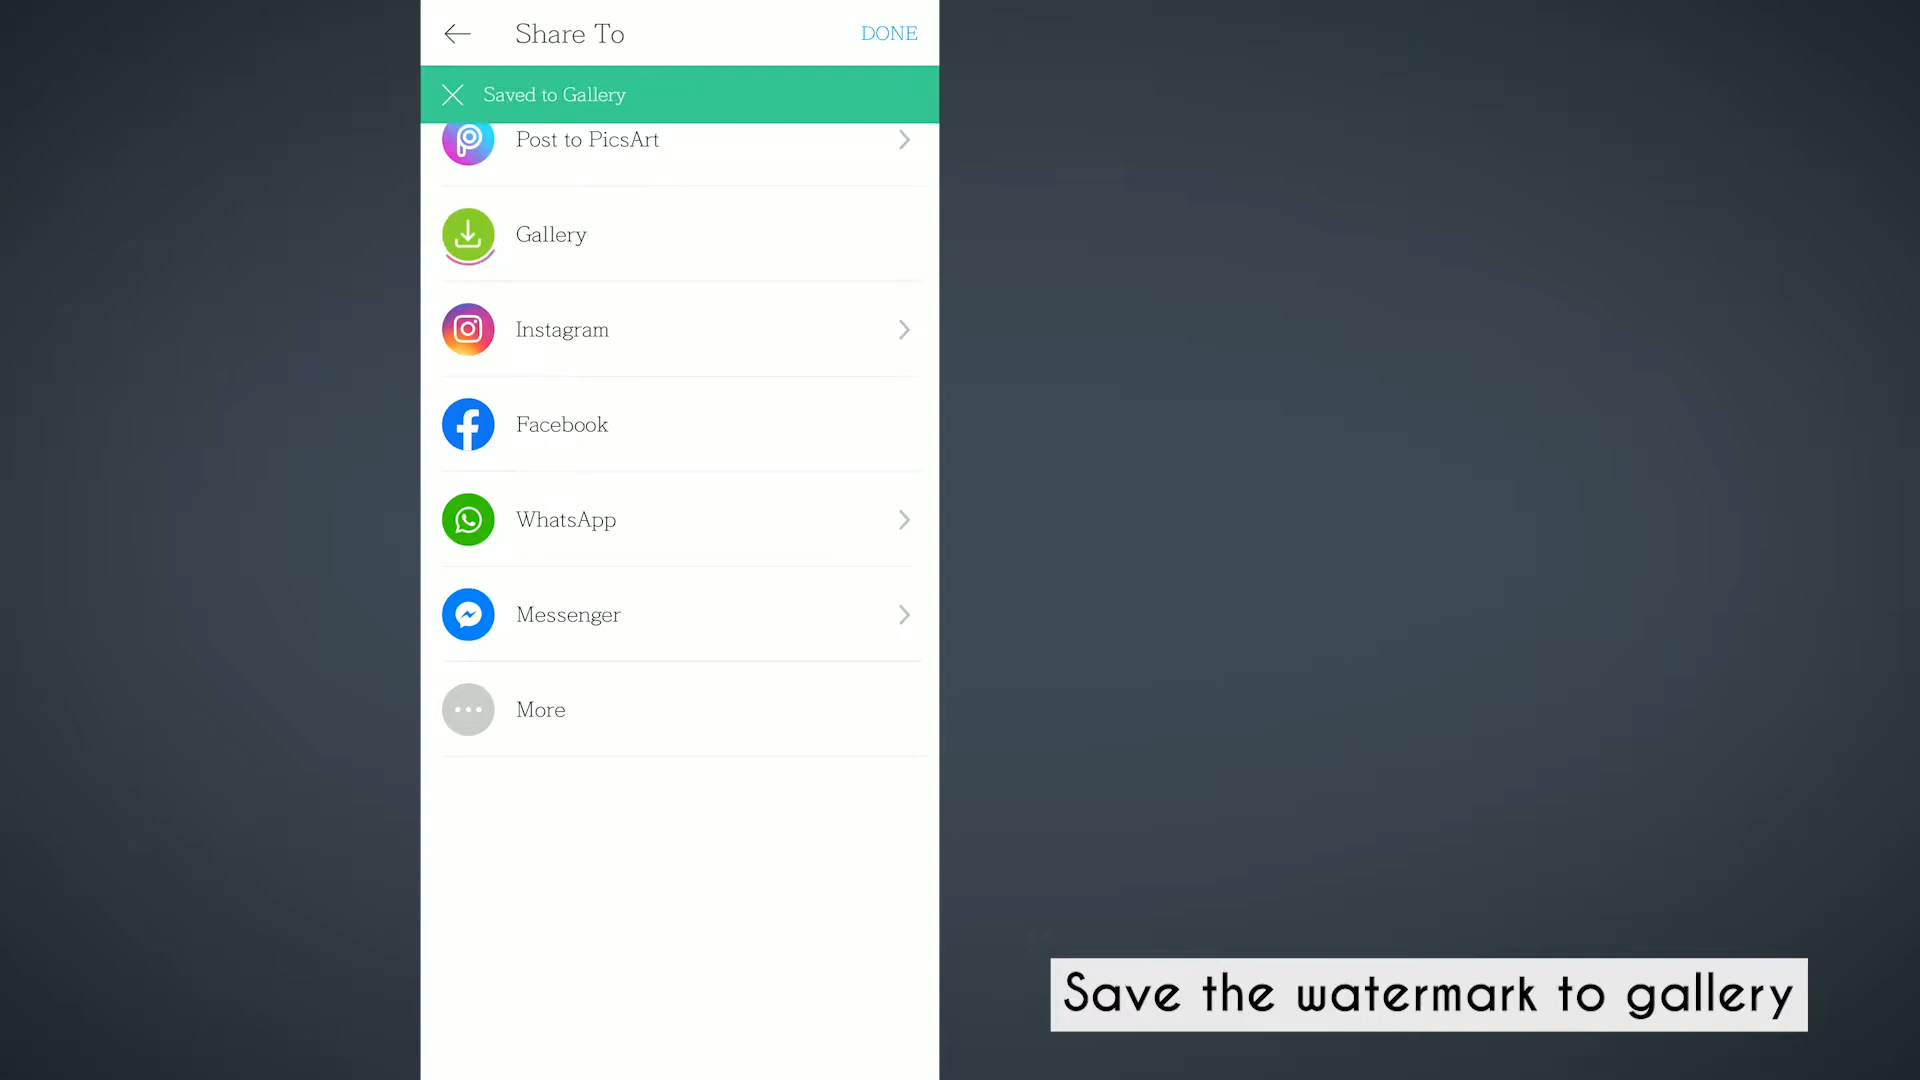 Share To
DONE
Saved to Gallery
Post to PicsArt
Gallery
Instagram
Facebook
WhatsApp
Messenger
More
Save the watermark to gallery